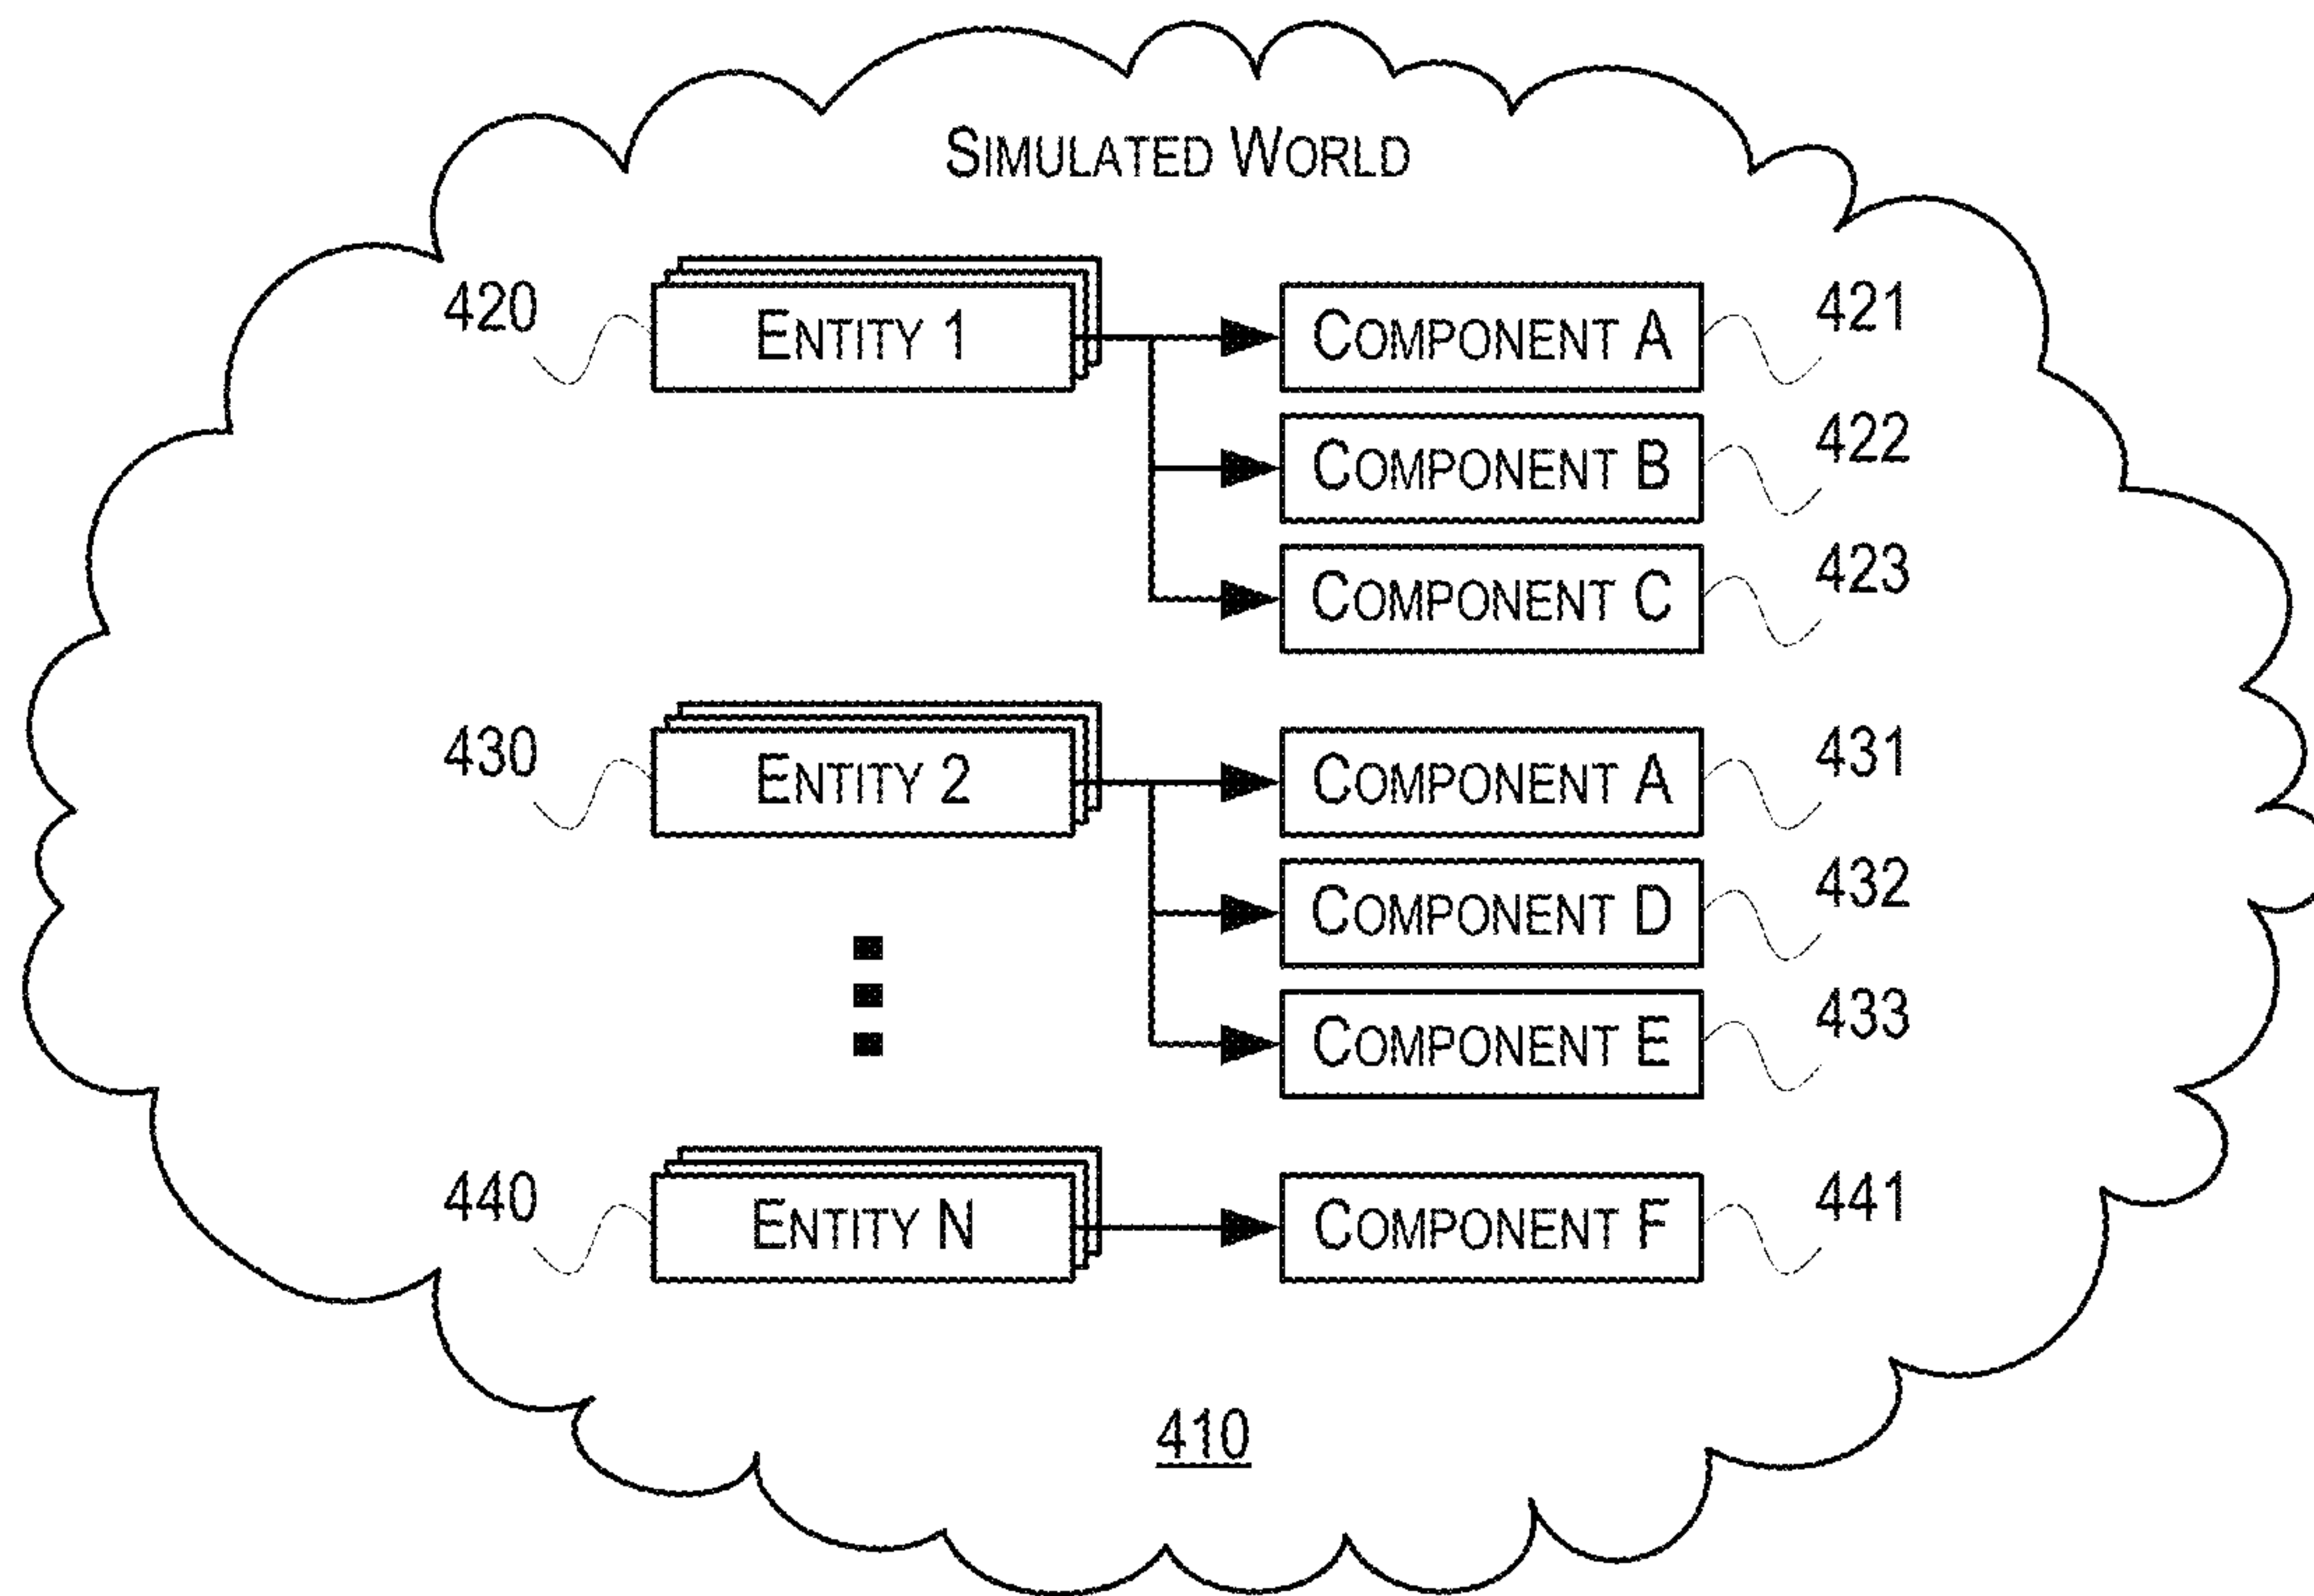 SIMULATED WORLD
420 ENTITY 1 COMPONENT A 421
COMPONENT B 422
COMPONENT C 423
430 ENTITY 2 COMPONENT A 431
COMPONENT D 432
COMPONENT E 433
440 ENTITY N COMPONENT F 441
410